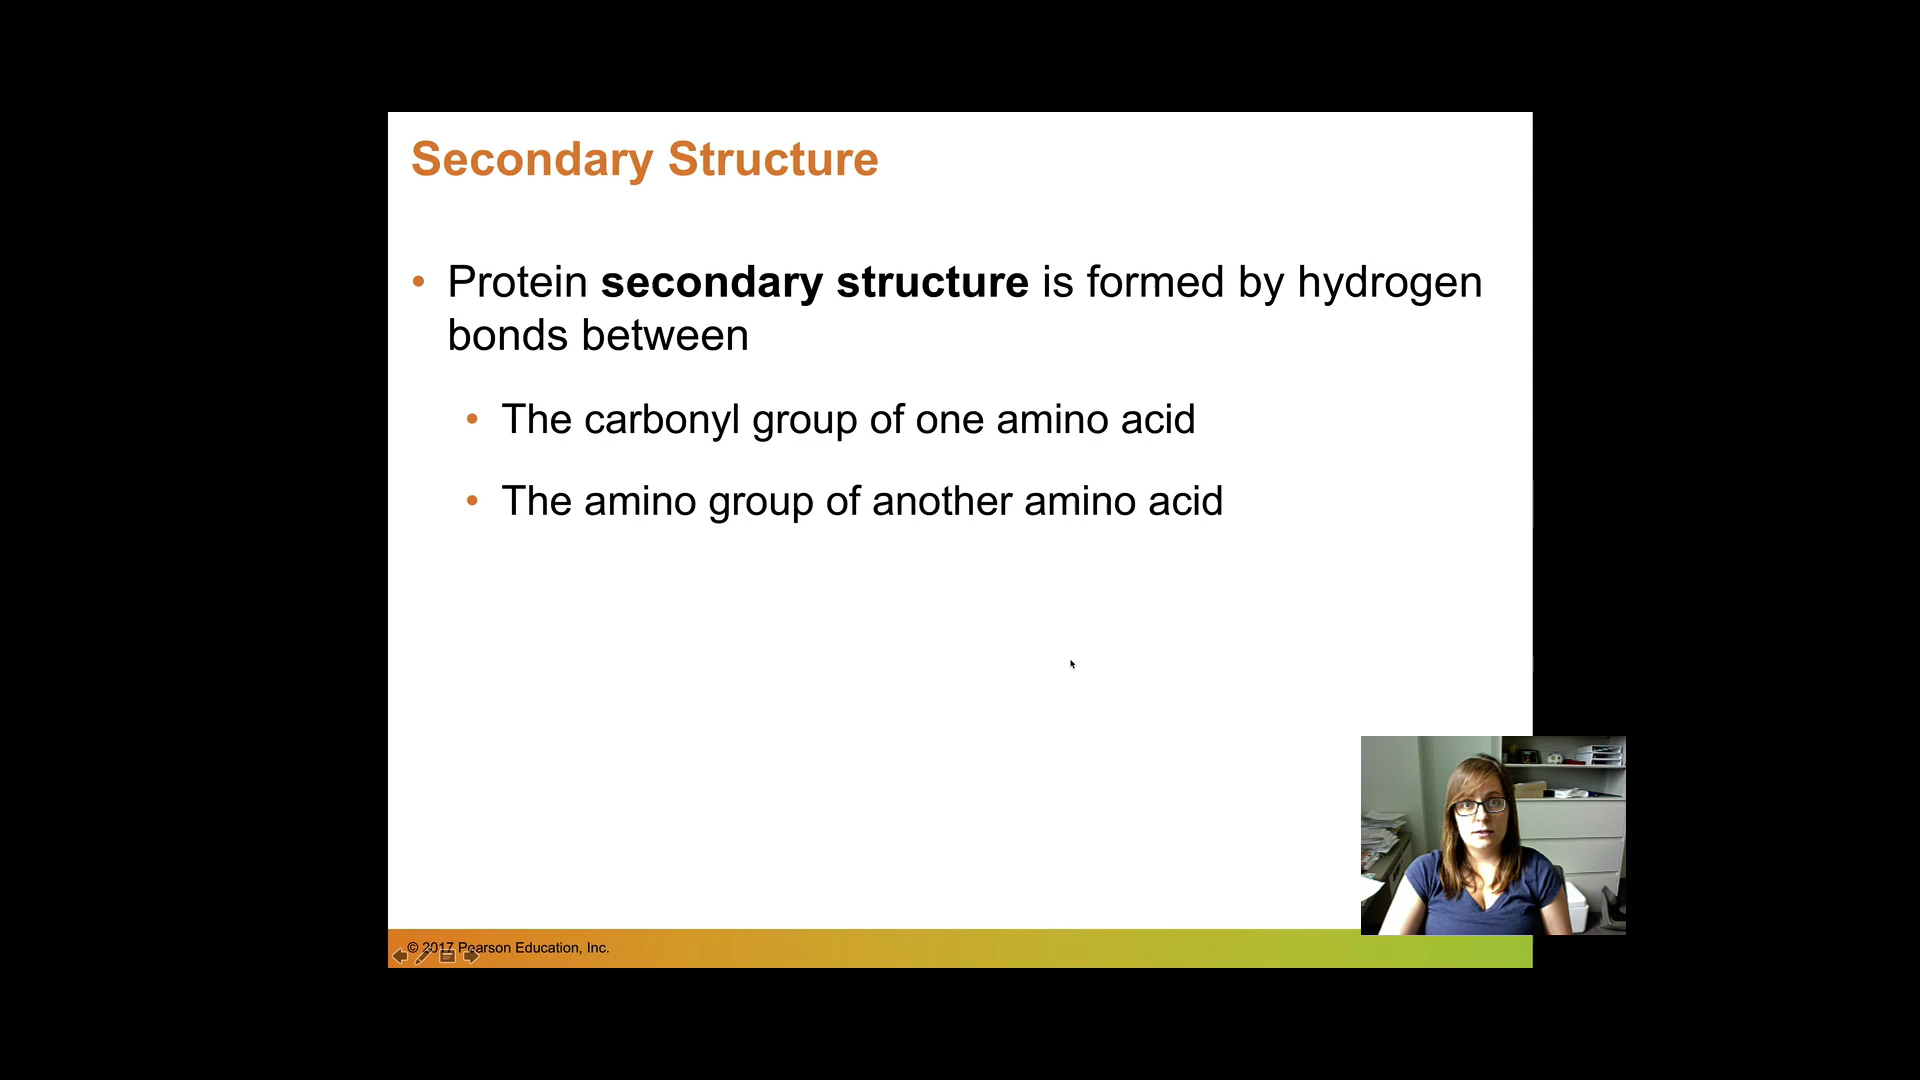 Secondary Structure
• Protein secondary structure is formed by hydrogen
bonds between
• The carbonyl group of one amino acid
• The amino group of another amino acid
© 2017 Pearson Education, Inc.